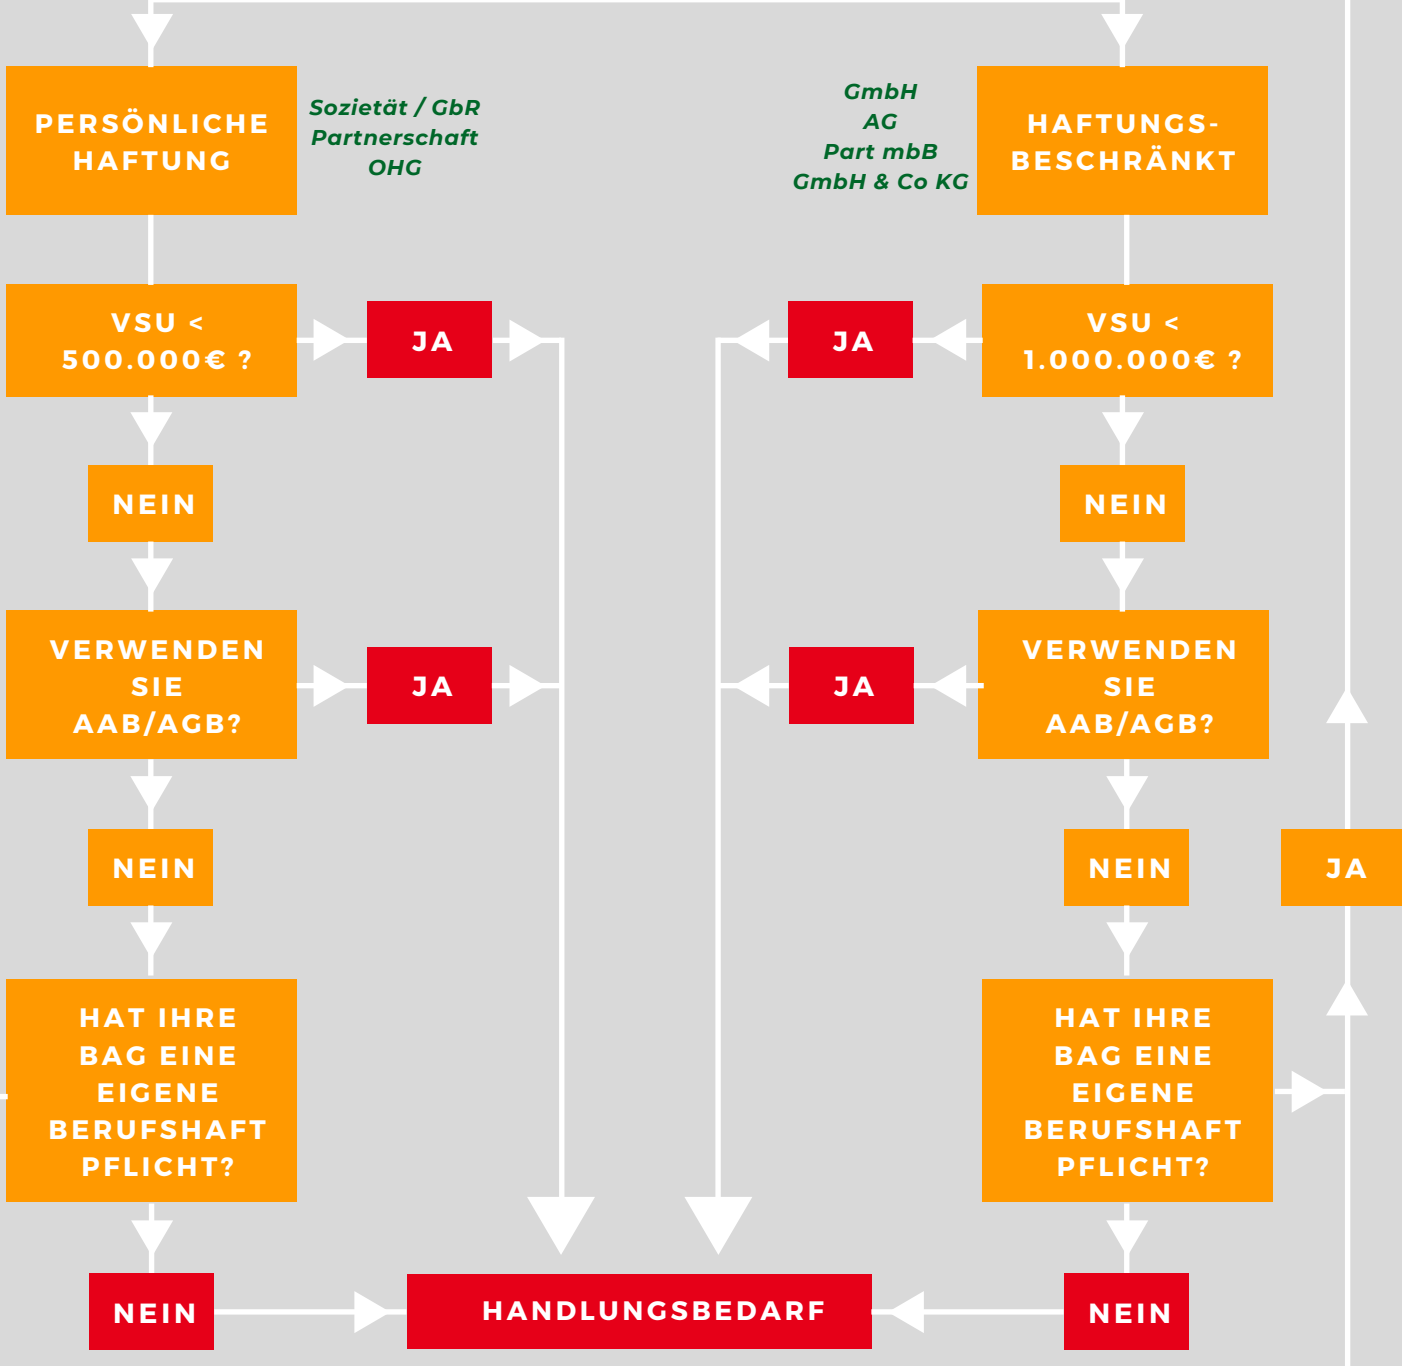 PERSÖNLICHE
HAFTUNG
Sozietät / GbR
Partnerschaft
OHG
GmbH
AG
Part mbB
GmbH & Co KG
HAFTUNGS-
BESCHRÄNKT
VSU <
500.000€ ?
JA
JA
VSU <
1.000.000€ ?
NEIN
NEIN
VERWENDEN
SIE
AAB/AGB?
JA
JA
VERWENDEN
SIE
AAB/AGB?
NEIN
NEIN
JA
HAT IHRE
BAG EINE
EIGENE
BERUFSHAFT
PFLICHT?
HAT IHRE
BAG EINE
EIGENE
BERUFSHAFT
PFLICHT?
NEIN
HANDLUNGSBEDARF
NEIN